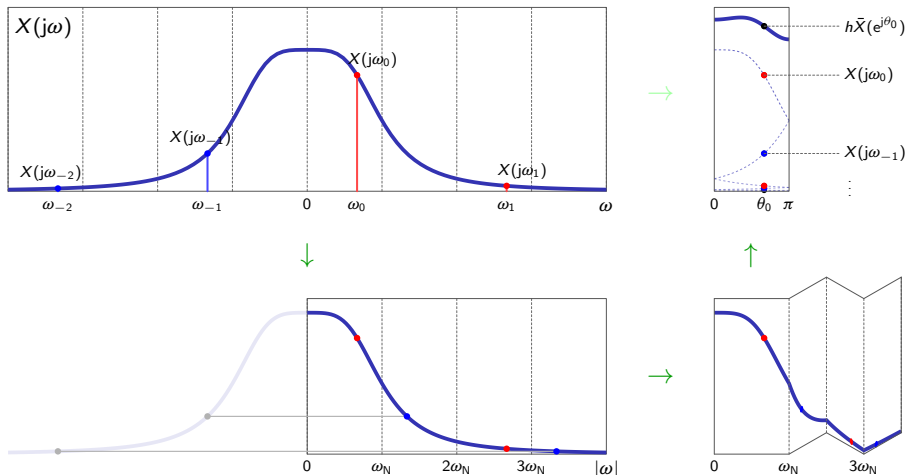 X(jω)
X(jω₀)
X(jω₋₁)
X(jω₋₂)
X(jω₁)
ω₋₂ ω₋₁ 0 ω₀ ω₁ ω
hX̄(e^{jθ₀})
X(jω₀)
X(jω₋₁)
⋮
0 θ₀ π
0 ω_N 2ω_N 3ω_N |ω|
0 ω_N 3ω_N